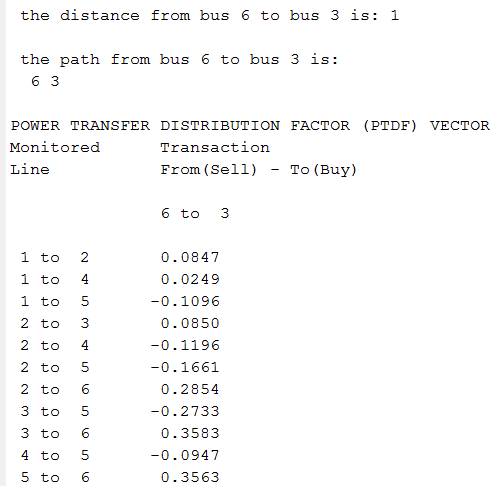 the distance from bus 6 to bus 3 is: 1
the path from bus 6 to bus 3 is:
6 3
POWER TRANSFER DISTRIBUTION FACTOR (PTDF) VECTOR
Monitored Transaction
Line From(Sell) - To(Buy)
6 to 3
1 to 2 0.0847
1 to 4 0.0249
1 to 5 -0.1096
2 to 3 0.0850
2 to 4 -0.1196
2 to 5 -0.1661
2 to 6 0.2854
3 to 5 -0.2733
3 to 6 0.3583
4 to 5 -0.0947
5 to 6 0.3563